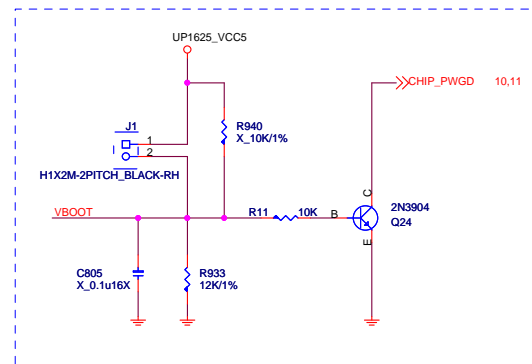 UP1625_VCC5
CHIP_PWGD 10,11
J1
1
2
R940
X_10K/1%
H1X2M-2PITCH_BLACK-RH
C
2N3904
VBOOT
R11 10K
B
Q24
E
C805
X_0.1u16X
R933
12K/1%